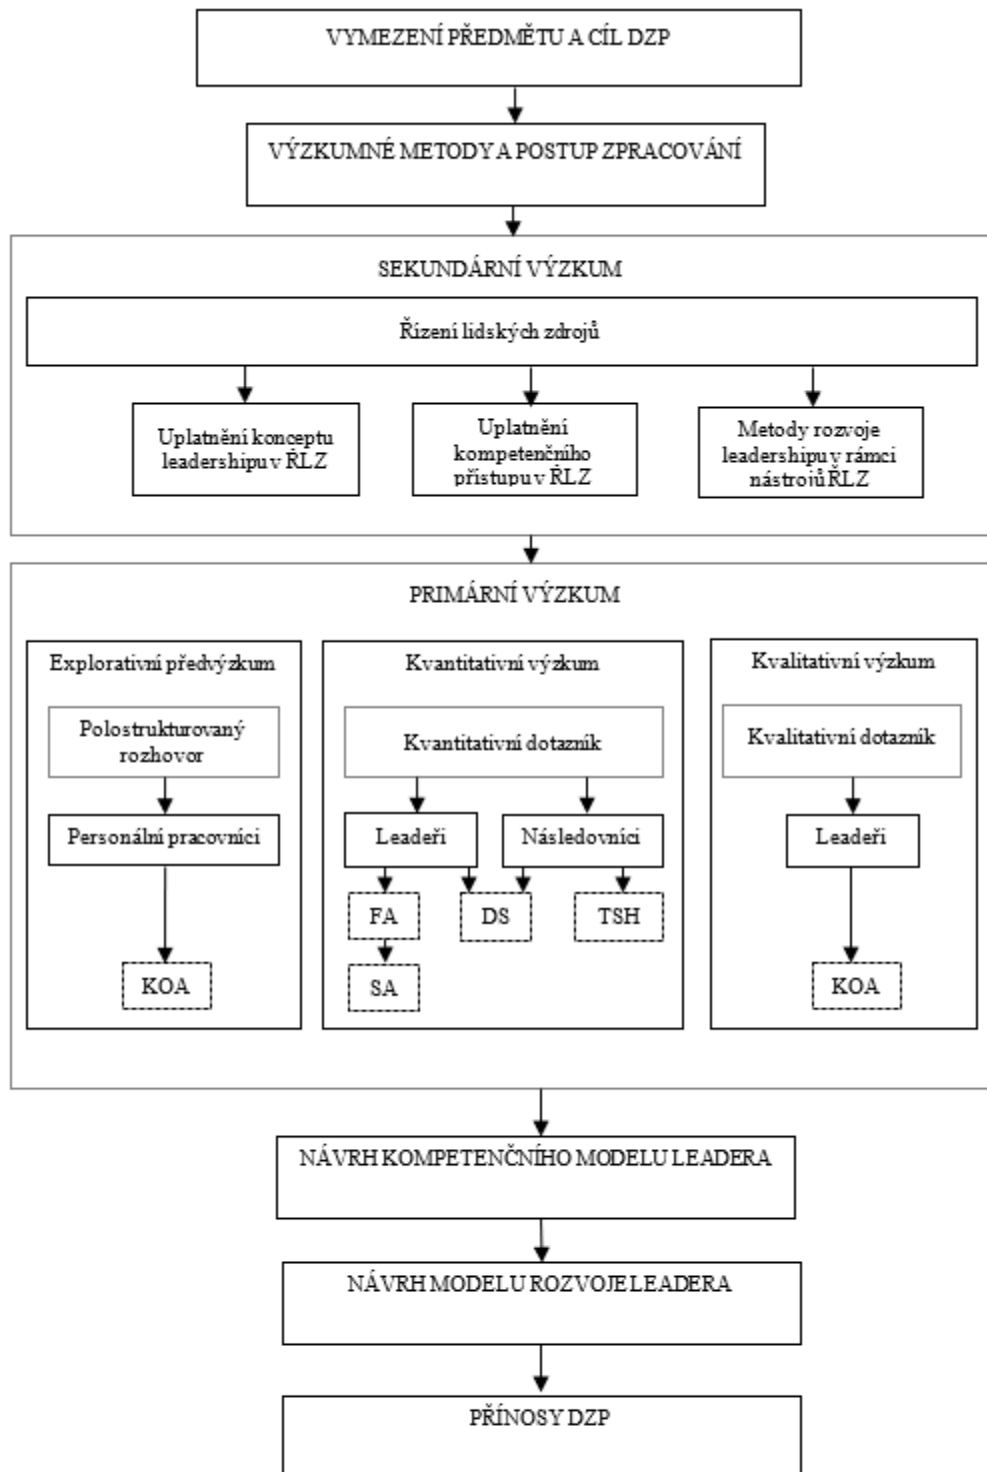 VYMEZENÍ PŘEDMĚTU A CÍL DZP
VÝZKUMNÉ METODY A POSTUP ZPRACOVÁNÍ
SEKUNDÁRNÍ VÝZKUM
Řízení lidských zdrojů
Uplatnění konceptu
leadershipu v ŘLZ
Uplatnění
kompetenčního
přístupu v ŘLZ
Metody rozvoje
leadershipu v rámci
nástrojů ŘLZ
PRIMÁRNÍ VÝZKUM
Explorativní předvýzkum
Polostrukturovaný
rozhovor
Personální pracovníci
KOA
Kvantitativní výzkum
Kvantitativní dotazník
Leadeři
Následovníci
FA
DS
TSH
SA
Kvalitativní výzkum
Kvalitativní dotazník
Leadeři
KOA
NÁVRH KOMPETENČNÍHO MODELU LEADERA
NÁVRH MODELU ROZVOJE LEADERA
PŘÍNOSY DZP